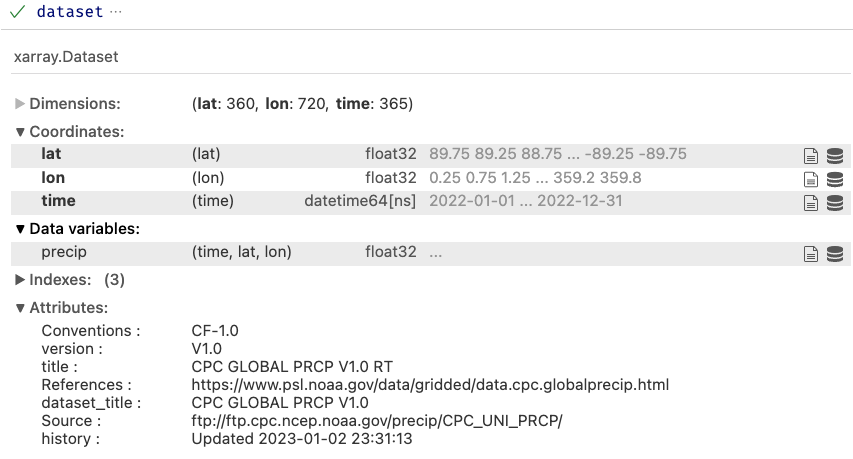 ✓ dataset ...
xarray.Dataset
▶ Dimensions: (lat: 360, lon: 720, time: 365)
▼ Coordinates:
lat (lat) float32 89.75 89.25 88.75 ... -89.25 -89.75
lon (lon) float32 0.25 0.75 1.25 ... 359.2 359.8
time (time) datetime64[ns] 2022-01-01 ... 2022-12-31
▼ Data variables:
precip (time, lat, lon) float32 ...
▶ Indexes: (3)
▼ Attributes:
Conventions : CF-1.0
version : V1.0
title : CPC GLOBAL PRCP V1.0 RT
References : https://www.psl.noaa.gov/data/gridded/data.cpc.globalprecip.html
dataset_title : CPC GLOBAL PRCP V1.0
Source : ftp://ftp.cpc.ncep.noaa.gov/precip/CPC_UNI_PRCP/
history : Updated 2023-01-02 23:31:13